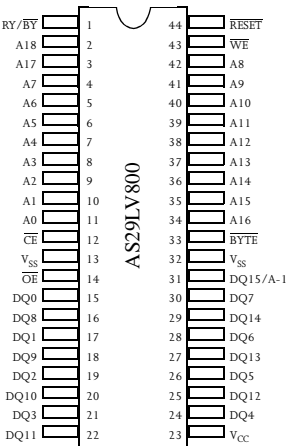 RY/BY 1 44 RESET
A18 2 43 WE
A17 3 42 A8
A7 4 41 A9
A6 5 40 A10
A5 6 39 A11
A4 7 38 A12
A3 8 37 A13
A2 9 36 A14
A1 10 35 A15
A0 11 34 A16
CE 12 33 BYTE
VSS 13 32 VSS
OE 14 31 DQ15/A-1
DQ0 15 30 DQ7
DQ8 16 29 DQ14
DQ1 17 28 DQ6
DQ9 18 27 DQ13
DQ2 19 26 DQ5
DQ10 20 25 DQ12
DQ3 21 24 DQ4
DQ11 22 23 VCC
AS29LV800